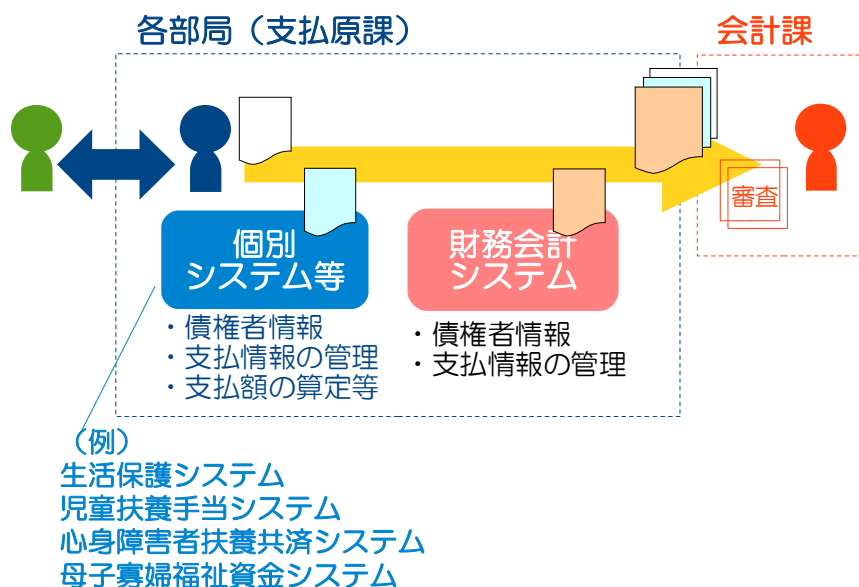 各部局（支払原課）
会計課
審査
個別
システム等
財務会計
システム
・債権者情報
・支払情報の管理
・支払額の算定等
・債権者情報
・支払情報の管理
（例）
生活保護システム
児童扶養手当システム
心身障害者扶養共済システム
母子寡婦福祉資金システム